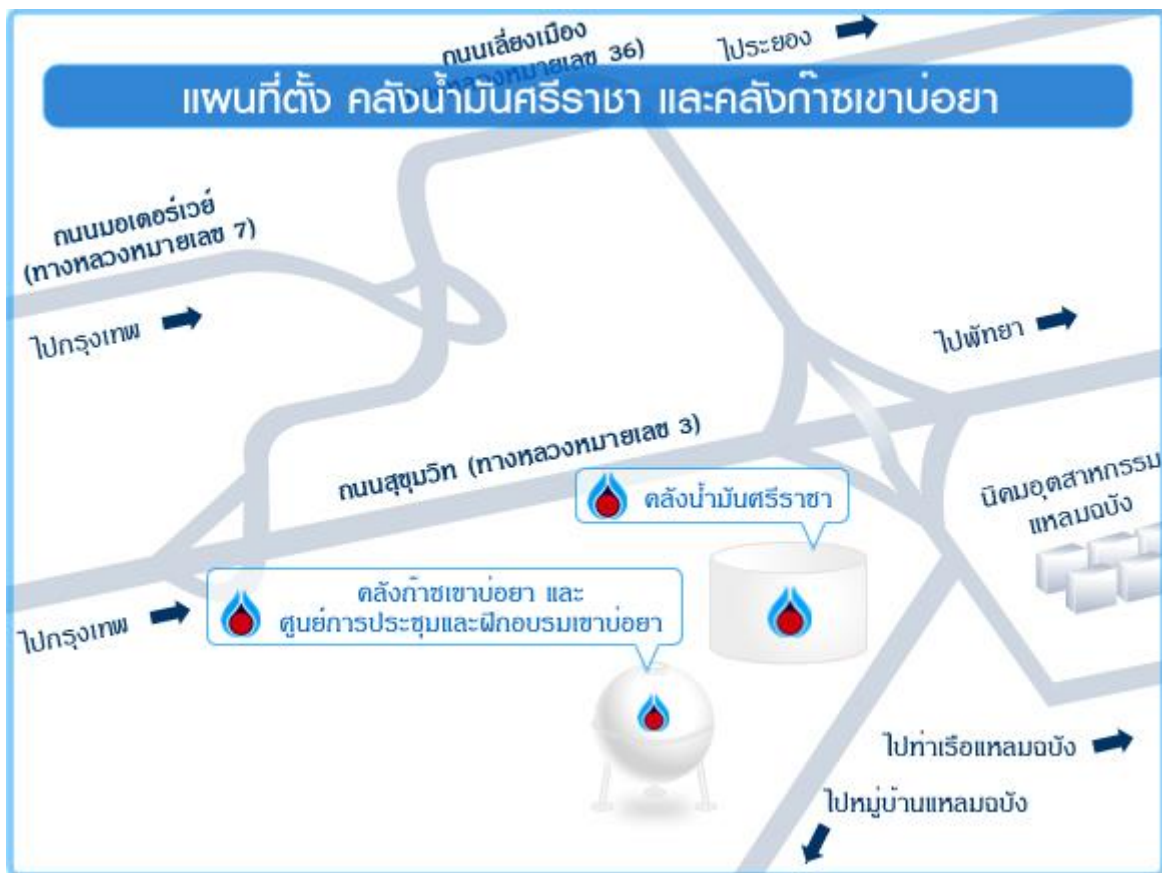 ถนนเลี่ยงเมือง
หลวงหมายเลข 36)
ไประยอง
แผนที่ตั้ง คลังน้ำมันศรีราชา และคลังก๊าซเขาบ่อยา
ถนนมอเตอร์เวย์
(ทางหลวงหมายเลข 7)
ไปกรุงเทพ
ไปพัทยา
ถนนสุขุมวิท (ทางหลวงหมายเลข 3)
นิคมอุตสาหกรรม
แหลมฉบัง
คลังน้ำมันศรีราชา
คลังก๊าซเขาบ่อยา และ
ศูนย์การประชุมและฝึกอบรมเขาบ่อยา
ไปกรุงเทพ
ไปท่าเรือแหลมฉบัง
ไปหมู่บ้านแหลมฉบัง